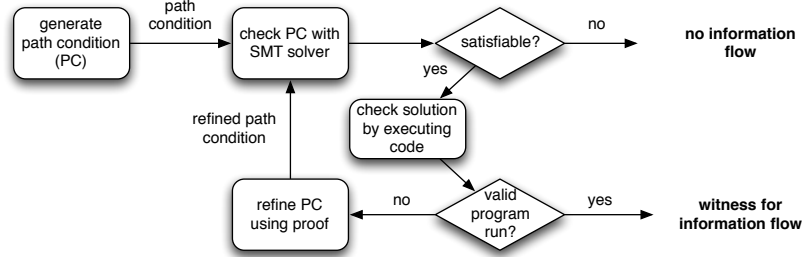 generate
path condition
(PC)
path
condition
check PC with
SMT solver
satisfiable?
no
no information
flow
yes
check solution
by executing
code
refined path
condition
refine PC
using proof
no
valid
program
run?
yes
witness for
information flow